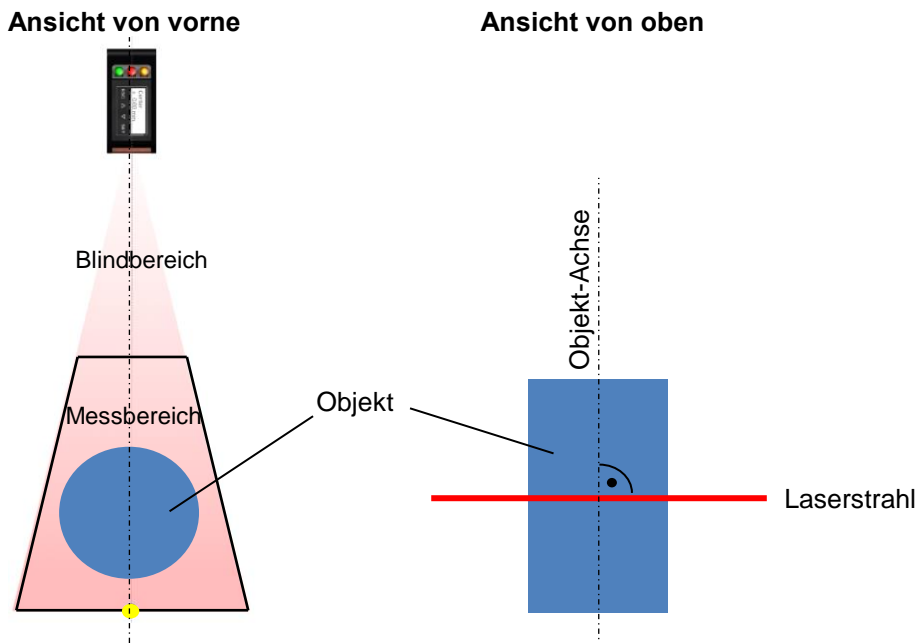 Ansicht von vorne
Ansicht von oben
Blindbereich
Objekt-Achse
Messbereich
Objekt
Laserstrahl